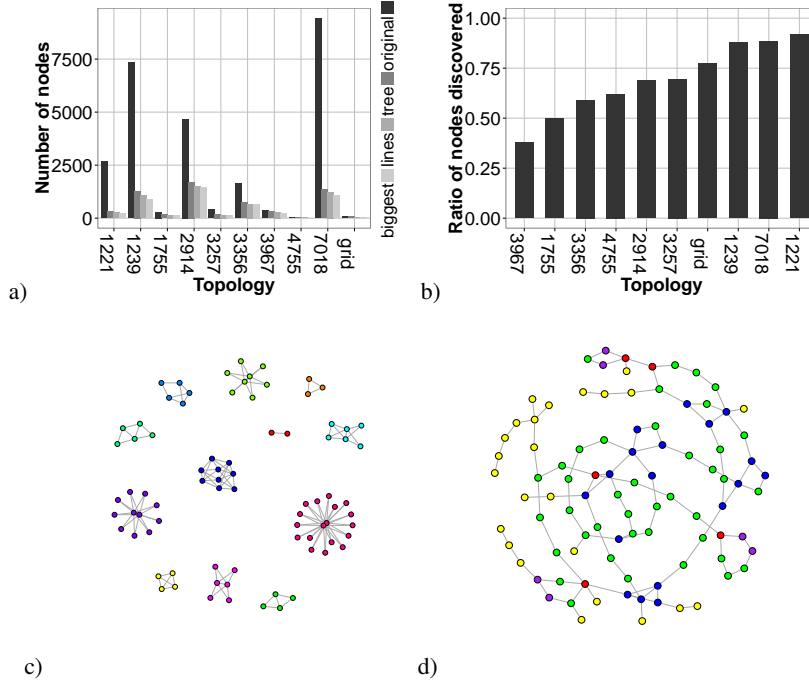 Number of nodes
7500
5000
2500
0
1221
1239
1755
2914
3257
3356
3967
4755
7018
grid
Topology
biggest lines tree original
a)
Ratio of nodes discovered
1.00
0.75
0.50
0.25
0.00
3967
1755
3356
4755
2914
3257
grid
1239
7018
1221
Topology
b)
c)
d)